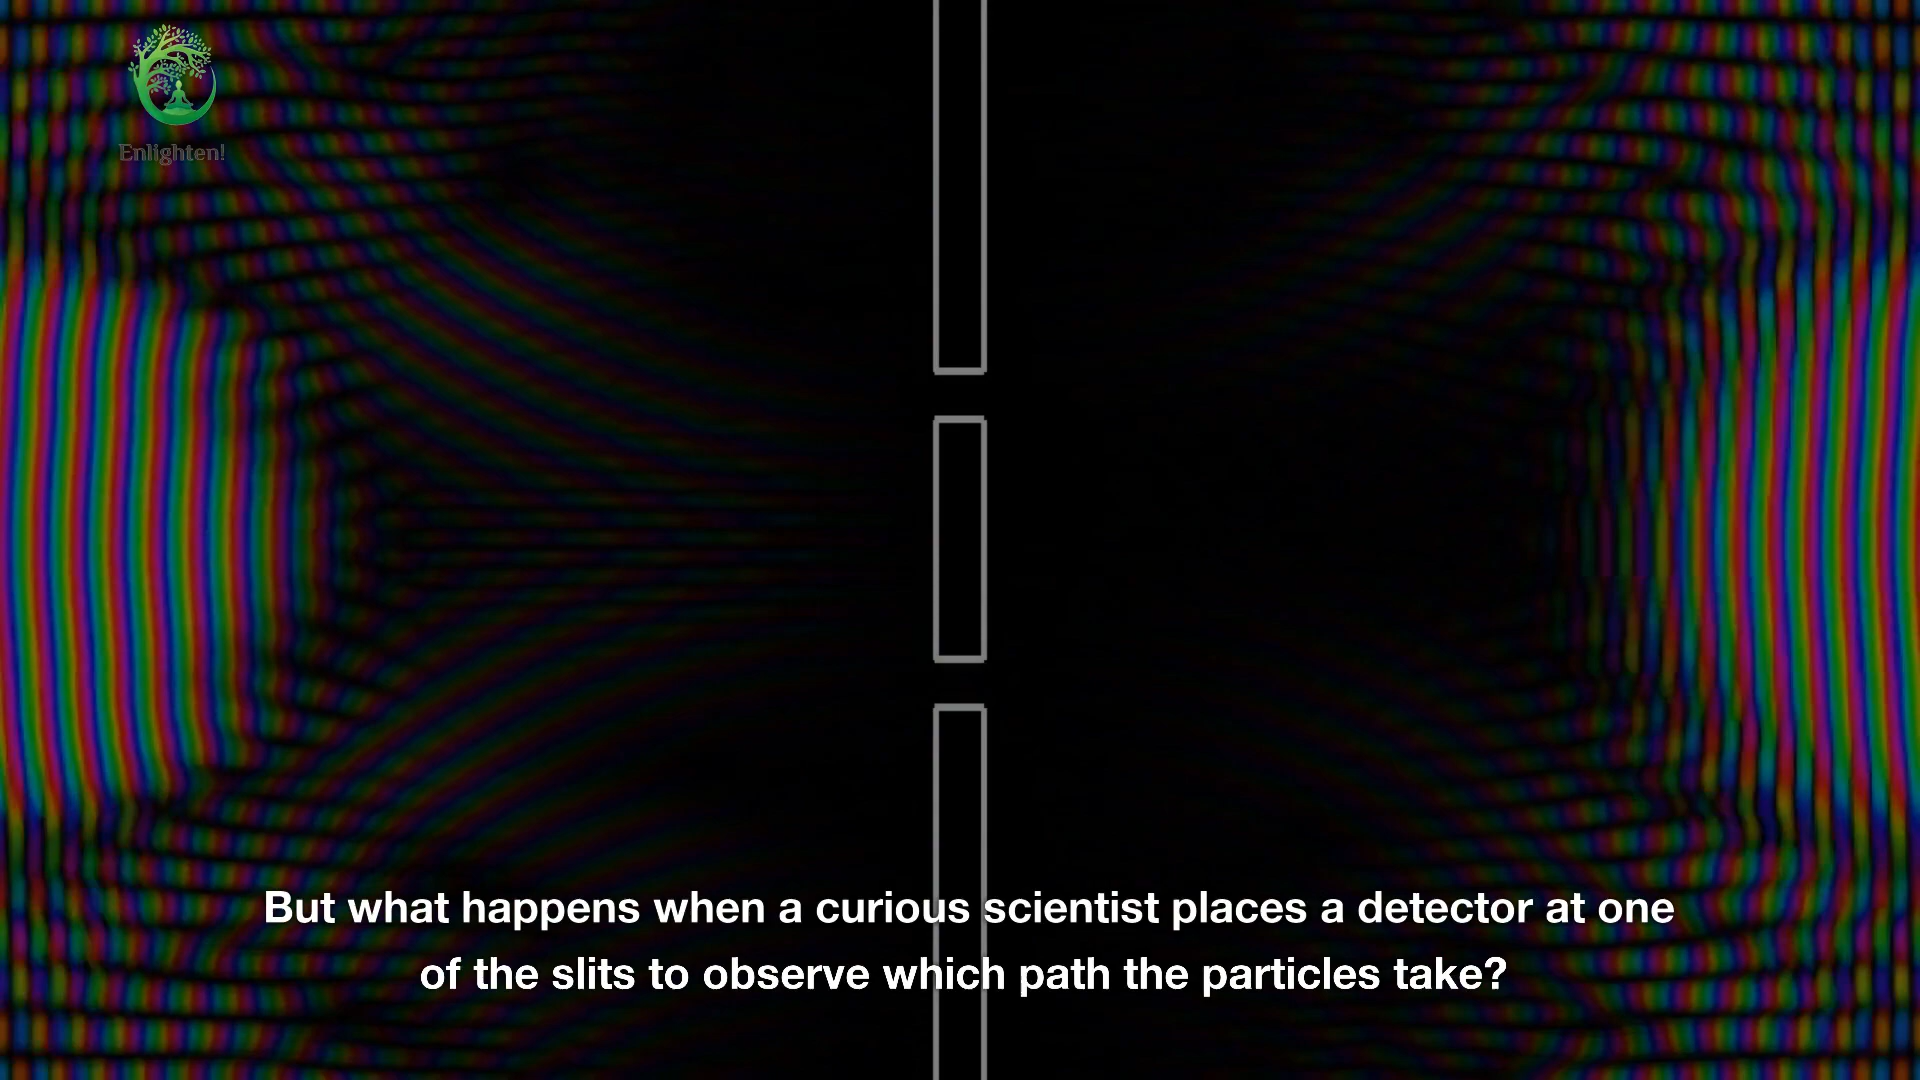 Enlighten!
But what happens when a curious scientist places a detector at one
of the slits to observe which path the particles take?